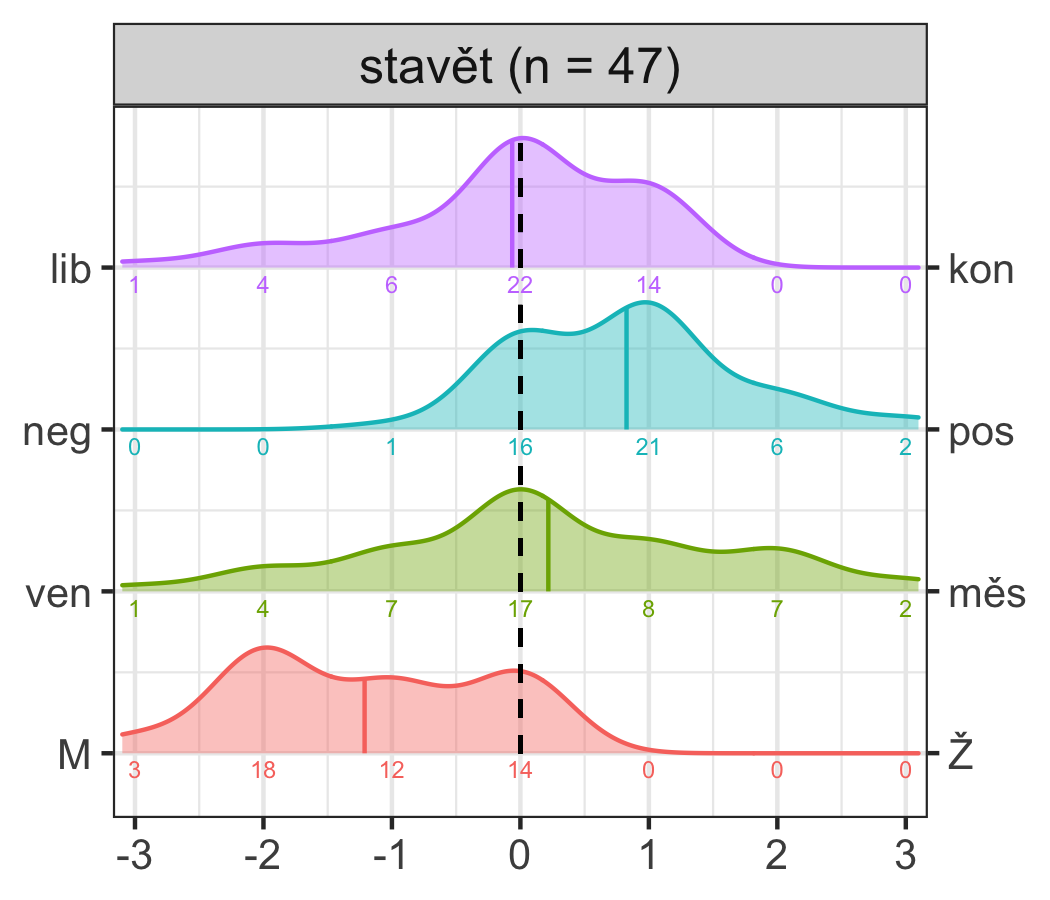 stavět (n = 47)
lib kon
1 4 6 22 14 0 0
neg pos
0 0 1 16 21 6 2
ven měs
1 4 7 17 8 7 2
M Ž
3 18 12 14 0 0 0
-3 -2 -1 0 1 2 3